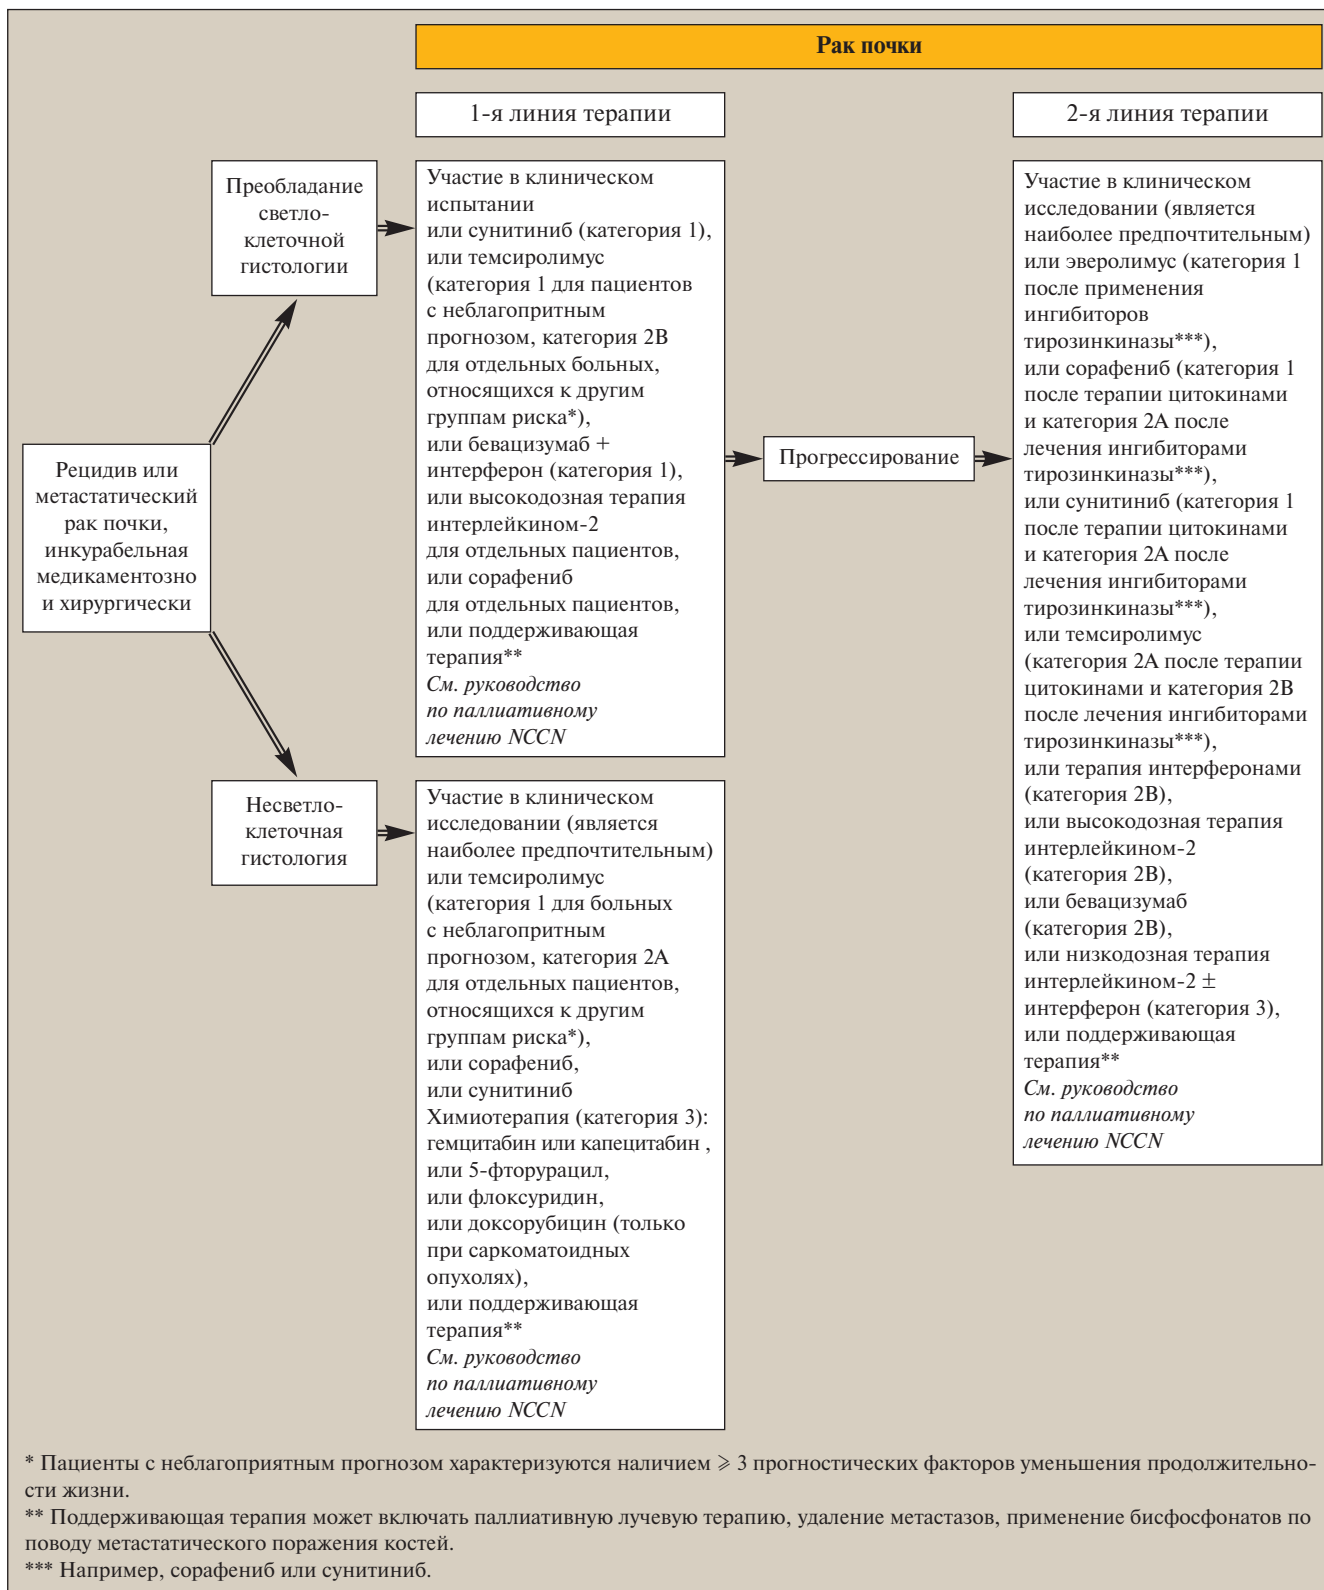 Рак почки
1-я линия терапии
2-я линия терапии
Рецидив или
метастатический
рак почки,
инкурабельная
медикаментозно
и хирургически
Преобладание
светло-
клеточной
гистологии
Участие в клиническом
испытании
или сунитиниб (категория 1),
или темсиролимус
(категория 1 для пациентов
с неблагопритным
прогнозом, категория 2В
для отдельных больных,
относящихся к другим
группам риска*),
или бевацизумаб +
интерферон (категория 1),
или высокодозная терапия
интерлейкином-2
для отдельных пациентов,
или сорафениб
для отдельных пациентов,
или поддерживающая
терапия**
См. руководство
по паллиативному
лечению NCCN
Несветло-
клеточная
гистология
Участие в клиническом
исследовании (является
наиболее предпочтительным)
или темсиролимус
(категория 1 для больных
с неблагопритным
прогнозом, категория 2А
для отдельных пациентов,
относящихся к другим
группам риска*),
или сорафениб,
или сунитиниб
Химиотерапия (категория 3):
гемцитабин или капецитабин ,
или 5-фторурацил,
или флоксуридин,
или доксорубицин (только
при саркоматоидных
опухолях),
или поддерживающая
терапия**
См. руководство
по паллиативному
лечению NCCN
Прогрессирование
Участие в клиническом
исследовании (является
наиболее предпочтительным)
или эверолимус (категория 1
после применения
ингибиторов
тирозинкиназы***),
или сорафениб (категория 1
после терапии цитокинами
и категория 2А после
лечения ингибиторами
тирозинкиназы***),
или сунитиниб (категория 1
после терапии цитокинами
и категория 2А после
лечения ингибиторами
тирозинкиназы***),
или темсиролимус
(категория 2А после терапии
цитокинами и категория 2В
после лечения ингибиторами
тирозинкиназы***),
или терапия интерферонами
(категория 2В),
или высокодозная терапия
интерлейкином-2
(категория 2В),
или бевацизумаб
(категория 2В),
или низкодозная терапия
интерлейкином-2 ±
интерферон (категория 3),
или поддерживающая
терапия**
См. руководство
по паллиативному
лечению NCCN
* Пациенты с неблагоприятным прогнозом характеризуются наличием ⩾ 3 прогностических факторов уменьшения продолжительно-
сти жизни.
** Поддерживающая терапия может включать паллиативную лучевую терапию, удаление метастазов, применение бисфосфонатов по
поводу метастатического поражения костей.
*** Например, сорафениб или сунитиниб.